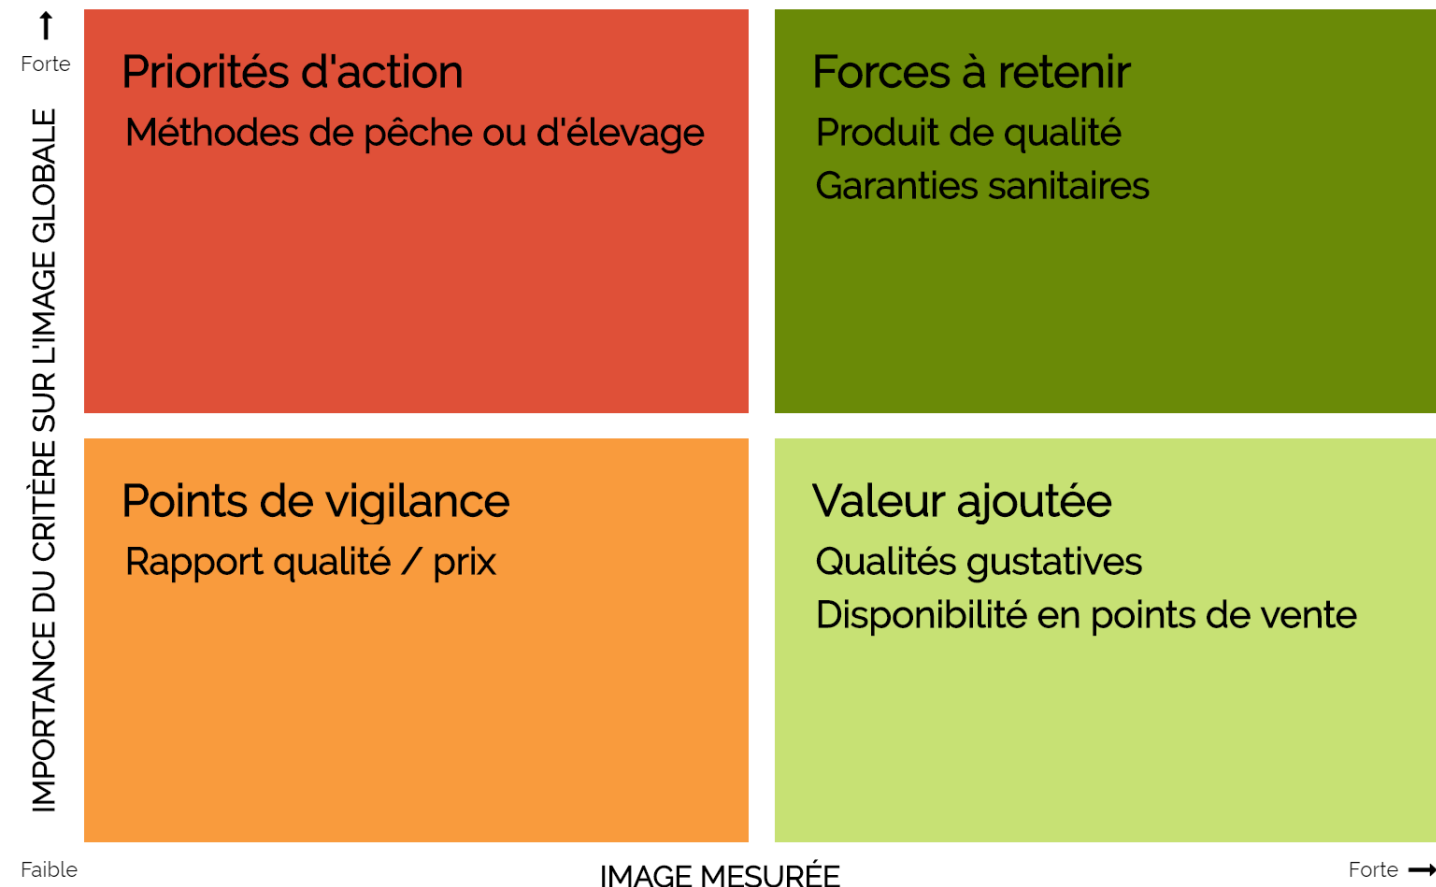 Forte
IMPORTANCE DU CRITÈRE SUR L'IMAGE GLOBALE
Priorités d'action
Méthodes de pêche ou d'élevage
Forces à retenir
Produit de qualité
Garanties sanitaires
Points de vigilance
Rapport qualité / prix
Valeur ajoutée
Qualités gustatives
Disponibilité en points de vente
Faible
IMAGE MESURÉE
Forte